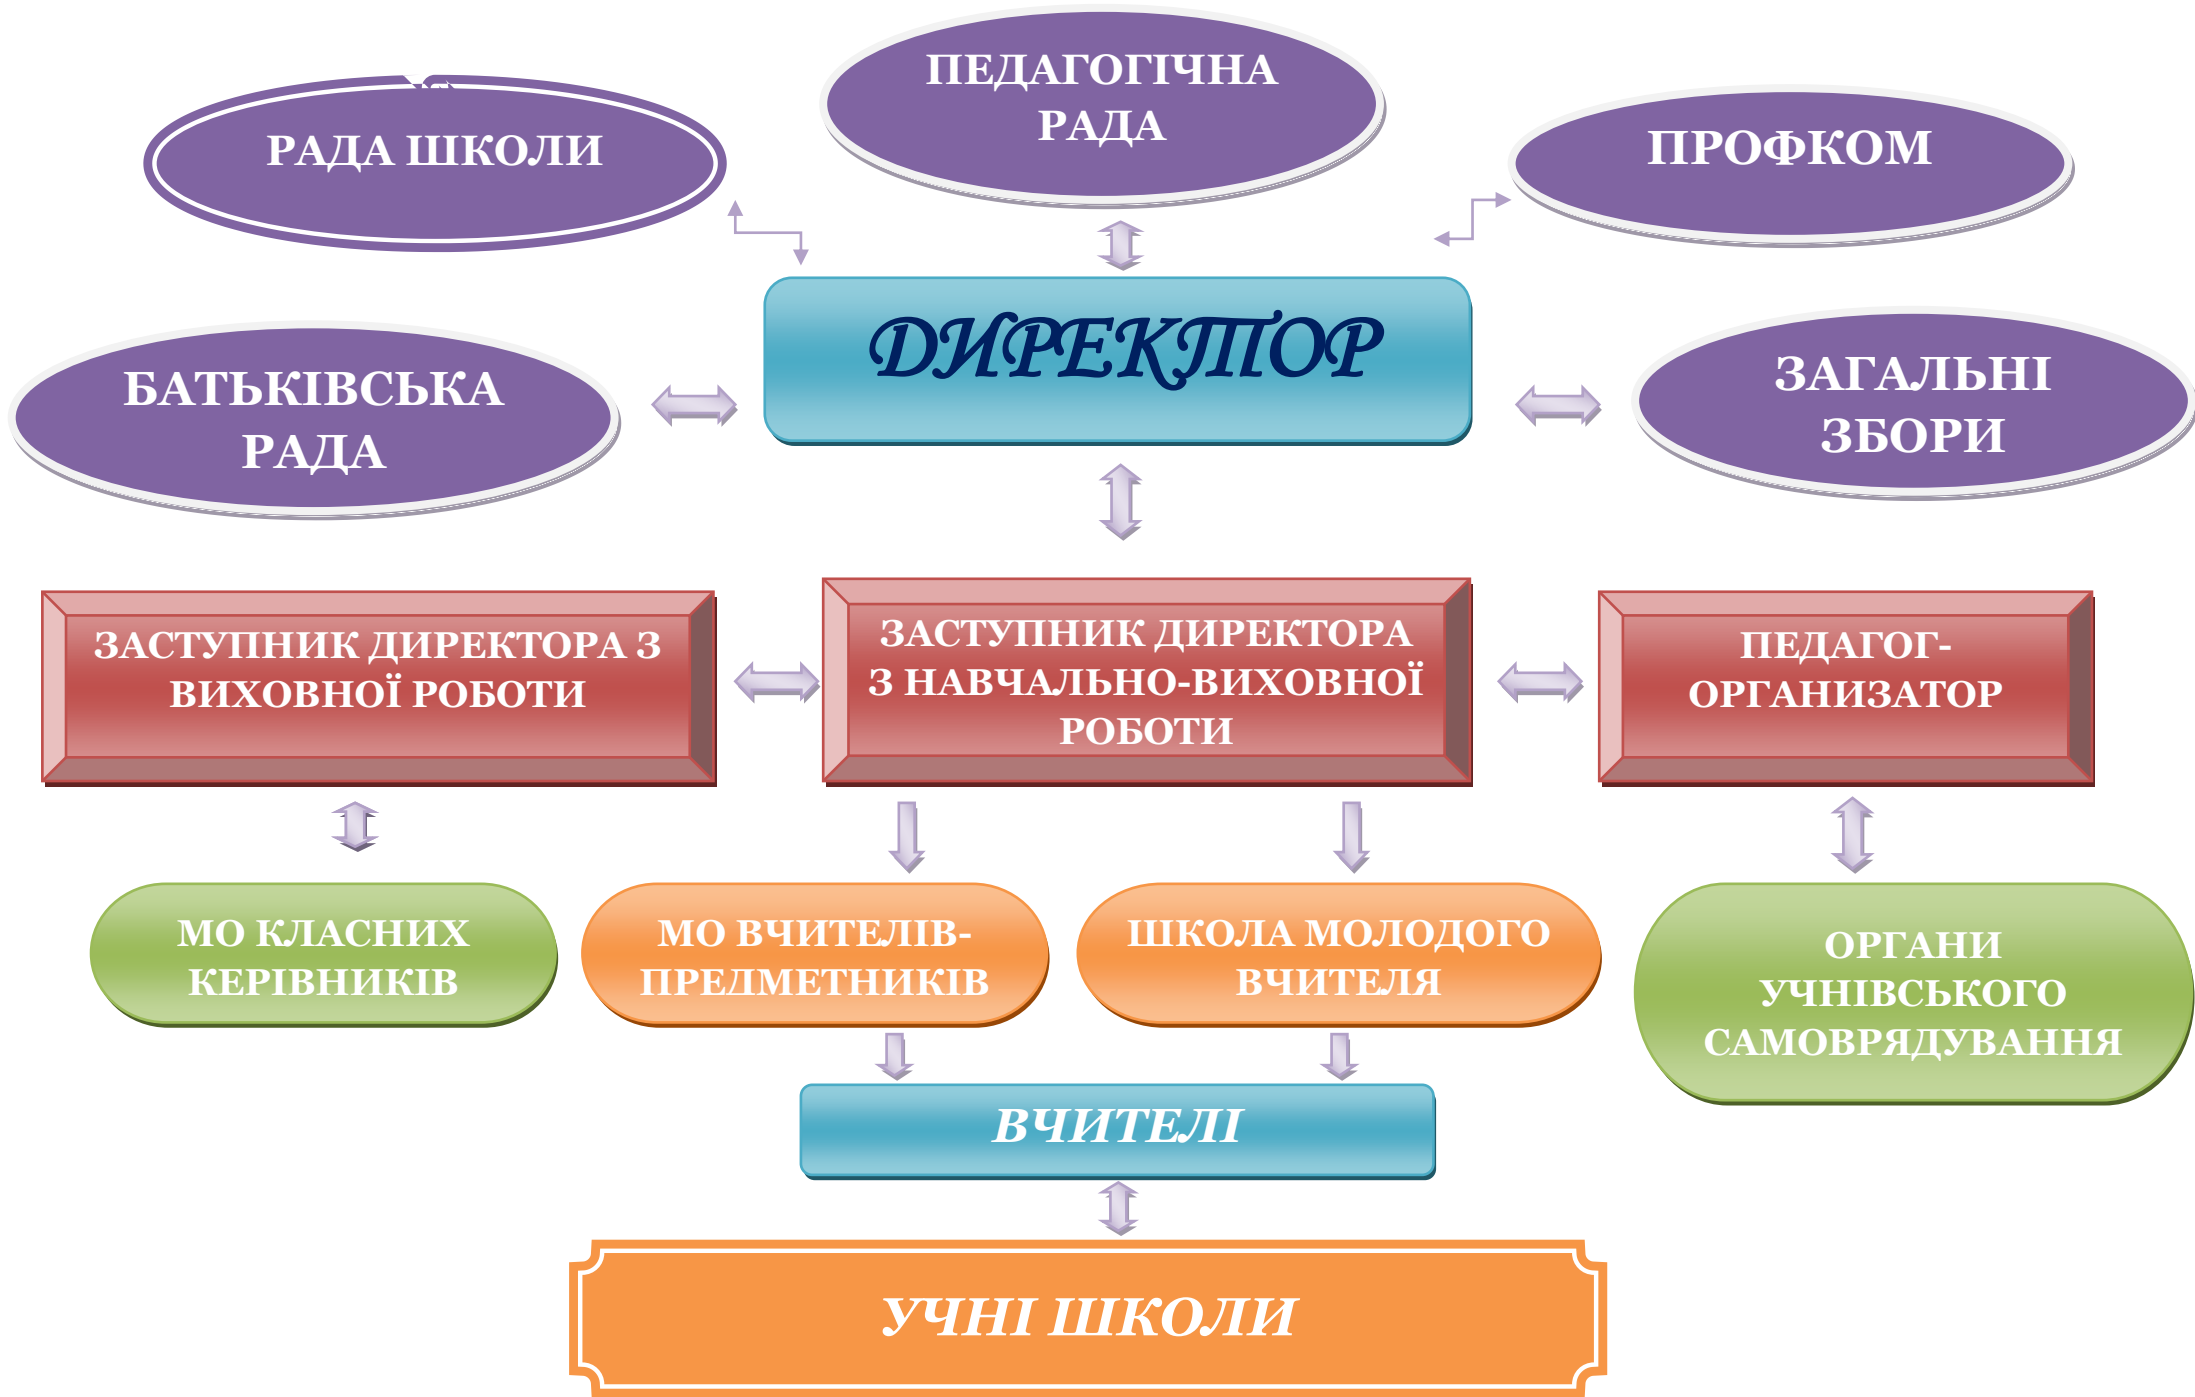 ПЕДАГОГІЧНА
РАДА
РАДА ШКОЛИ
ПРОФКОМ
ДИРЕКТОР
БАТЬКІВСЬКА
РАДА
ЗАГАЛЬНІ
ЗБОРИ
ЗАСТУПНИК ДИРЕКТОРА З
ВИХОВНОЇ РОБОТИ
ЗАСТУПНИК ДИРЕКТОРА
З НАВЧАЛЬНО-ВИХОВНОЇ
РОБОТИ
ПЕДАГОГ-
ОРГАНИЗАТОР
МО КЛАСНИХ
КЕРІВНИКІВ
МО ВЧИТЕЛІВ-
ПРЕДМЕТНИКІВ
ШКОЛА МОЛОДОГО
ВЧИТЕЛЯ
ОРГАНИ
УЧНІВСЬКОГО
САМОВРЯДУВАННЯ
ВЧИТЕЛІ
УЧНІ ШКОЛИ